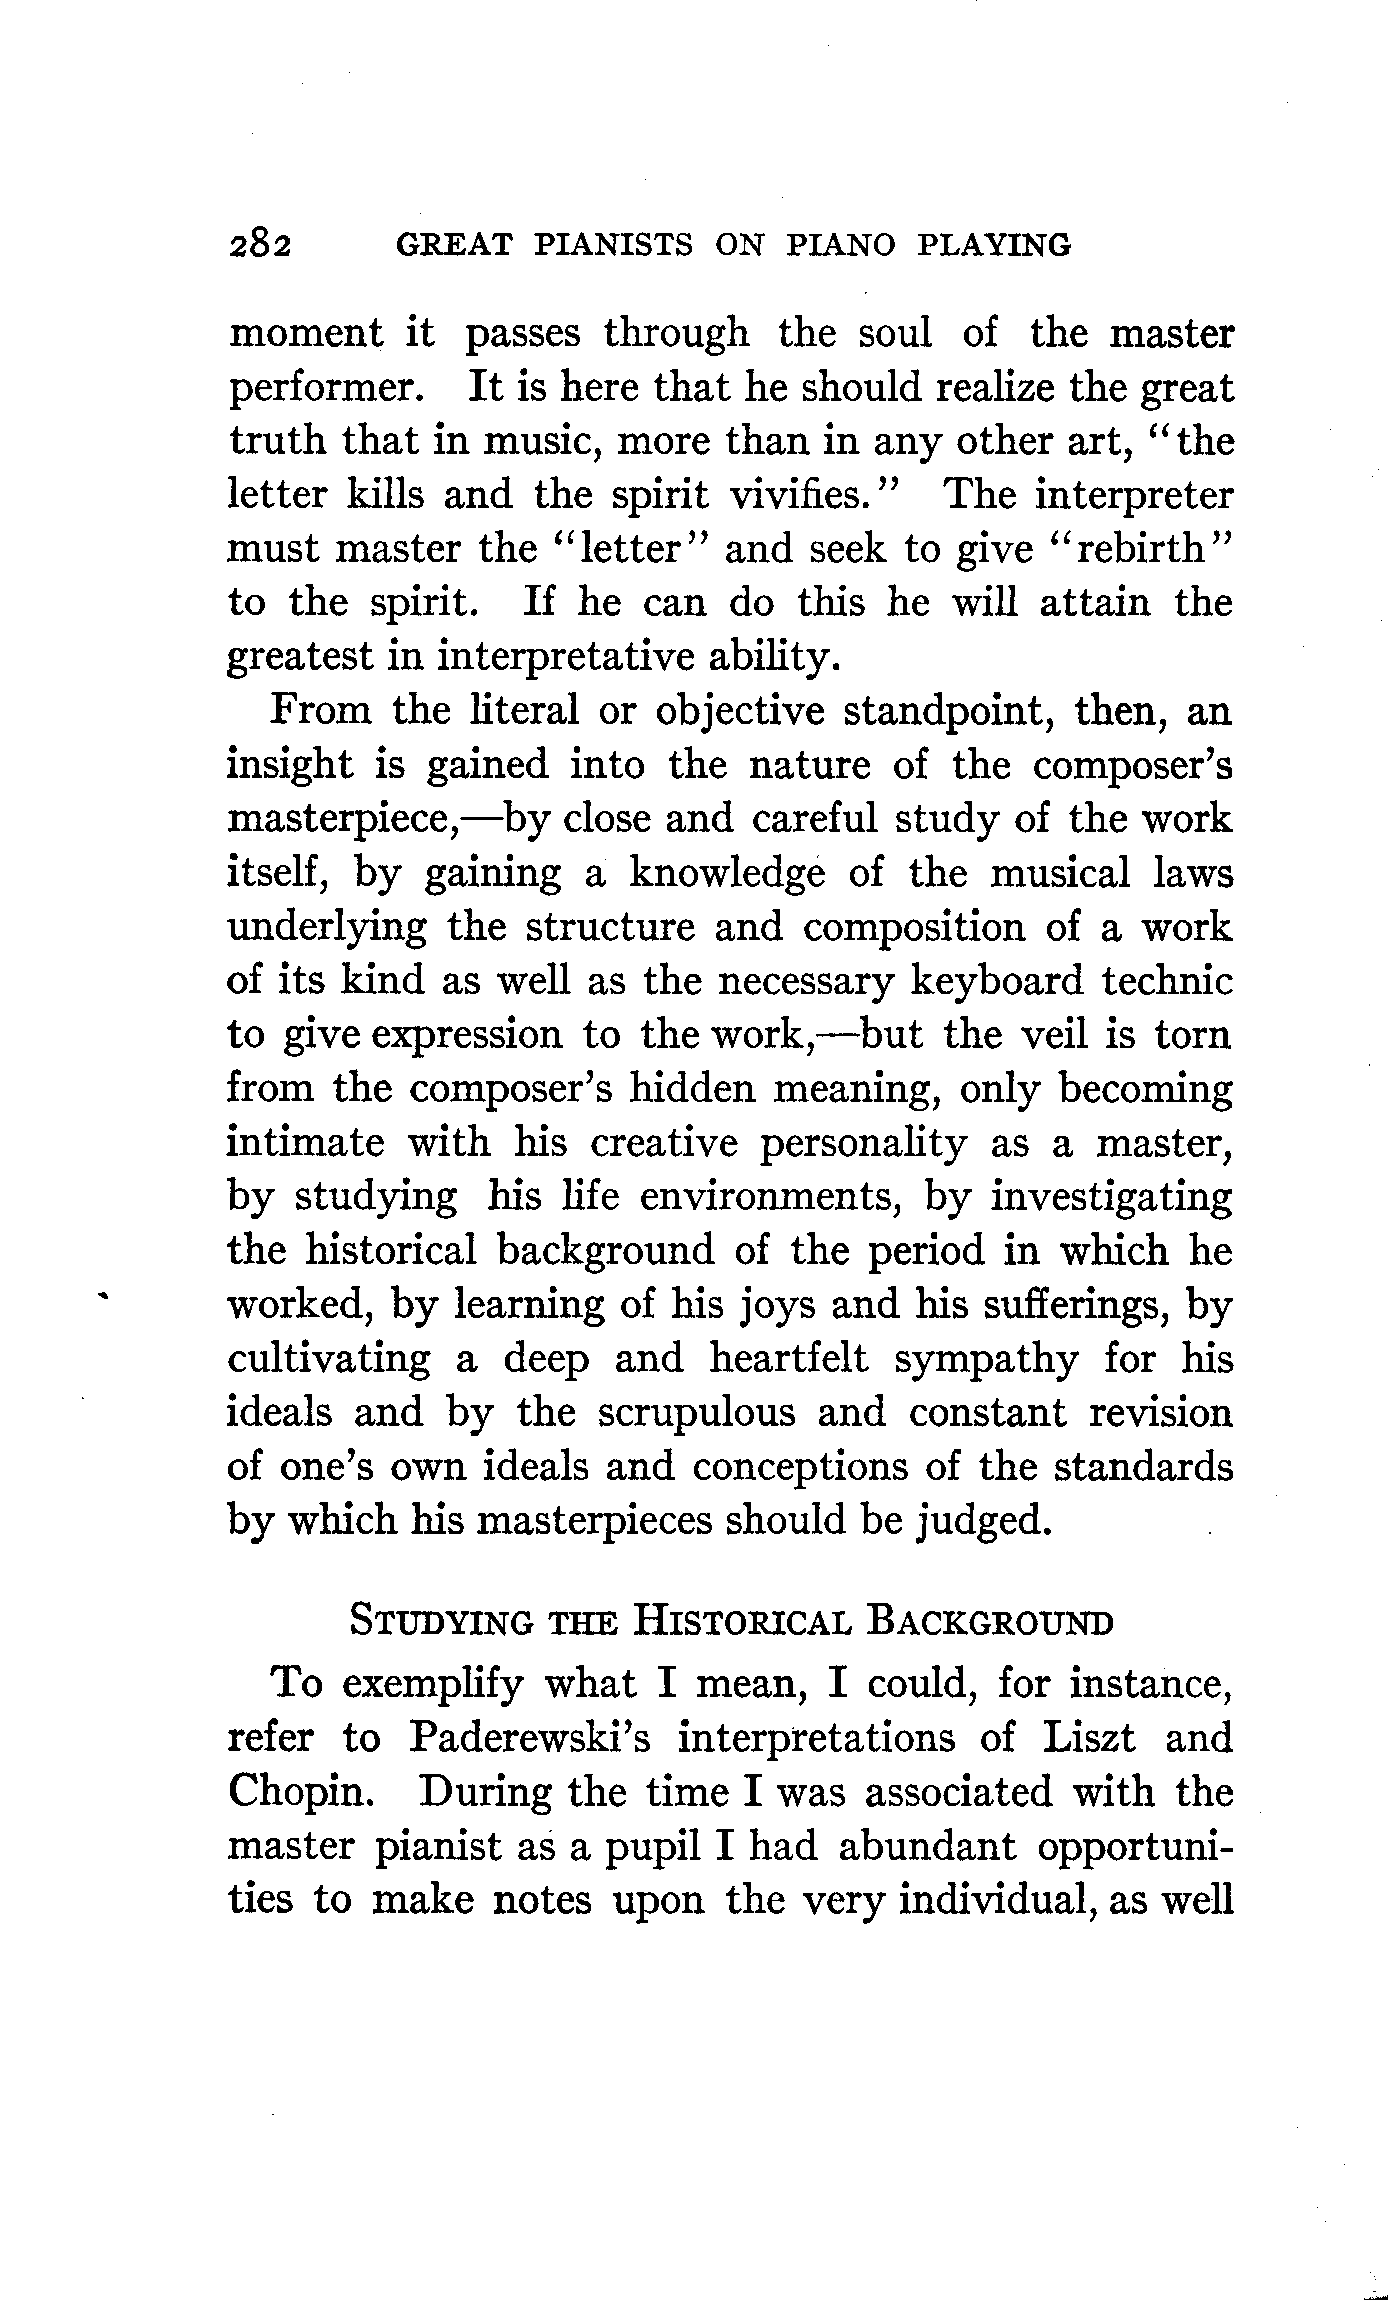 282 GREAT PIANISTS ON PIANO PLAYING
moment it passes through the soul of the master
performer. It is here that he should realize the great
truth that in music, more than in any other art, "the
letter kills and the spirit vivifies." The interpreter
must master the "letter" and seek to give "rebirth"
to the spirit. If he can do this he will attain the
greatest in interpretative ability.
From the literal or objective standpoint, then, an
insight is gained into the nature of the composer's
masterpiece,—by close and careful study of the work
itself, by gaining a knowledge of the musical laws
underlying the structure and composition of a work
of its kind as well as the necessary keyboard technic
to give expression to the work,—but the veil is torn
from the composer's hidden meaning, only becoming
intimate with his creative personality as a master,
by studying his life environments, by investigating
the historical background of the period in which he
worked, by learning of his joys and his sufferings, by
cultivating a deep and heartfelt sympathy for his
ideals and by the scrupulous and constant revision
of one's own ideals and conceptions of the standards
by which his masterpieces should be judged.
STUDYING THE HISTORICAL BACKGROUND
To exemplify what I mean, I could, for instance,
refer to Paderewski's interpretations of Liszt and
Chopin. During the time I was associated with the
master pianist as a pupil I had abundant opportuni-
ties to make notes upon the very individual, as well